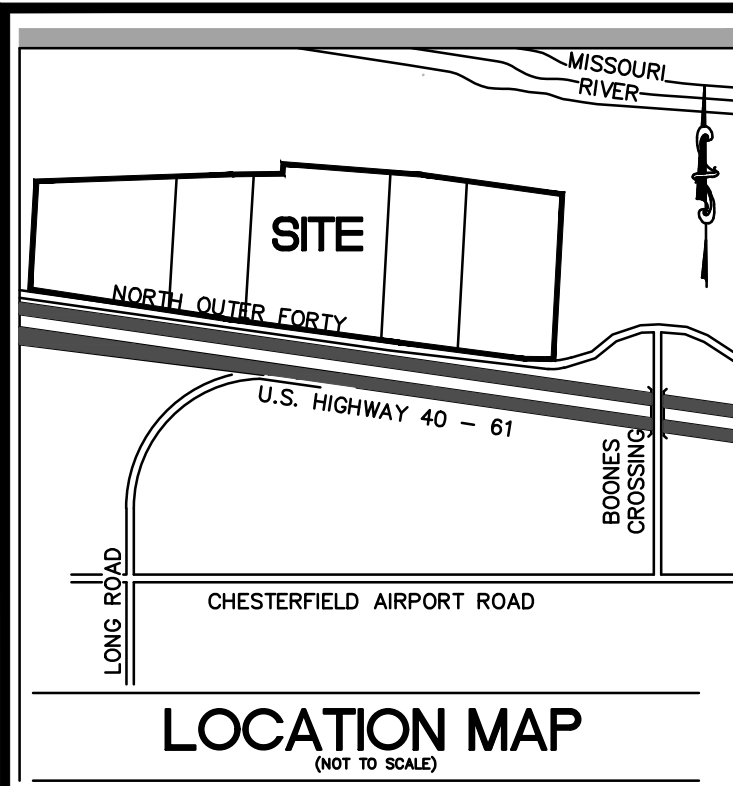 MISSOURI
RIVER
SITE
NORTH OUTER FORTY
U.S. HIGHWAY 40 - 61
BOONES
CROSSING
LONG ROAD
CHESTERFIELD AIRPORT ROAD
LOCATION MAP
(NOT TO SCALE)